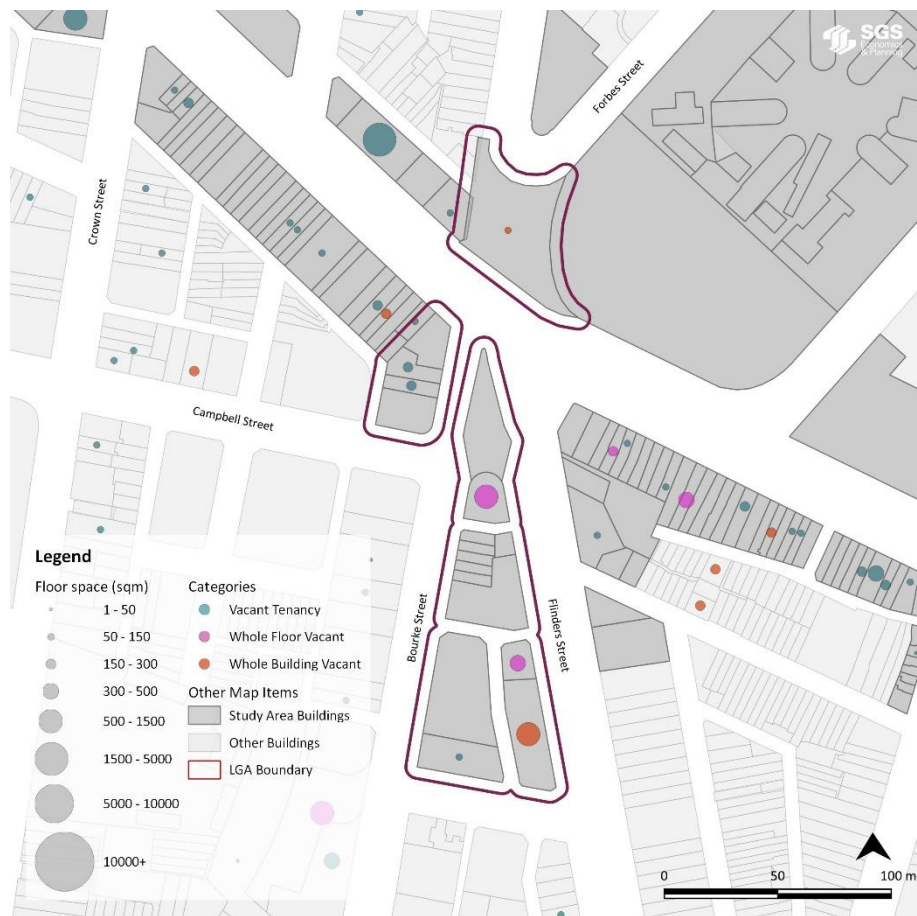 SGS
Economics
& Planning
Forbes Street
Crown Street
Campbell Street
Bourke Street
Flinders Street
Legend
Floor space (sqm)
1 - 50
50 - 150
150 - 300
300 - 500
500 - 1500
1500 - 5000
5000 - 10000
10000+
Categories
Vacant Tenancy
Whole Floor Vacant
Whole Building Vacant
Other Map Items
Study Area Buildings
Other Buildings
LGA Boundary
0 50 100 m